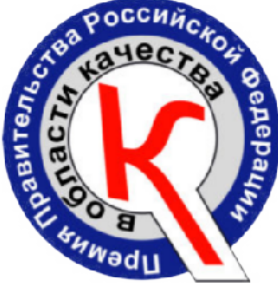 Премия Правительства Российской Федерации
в области качества
К